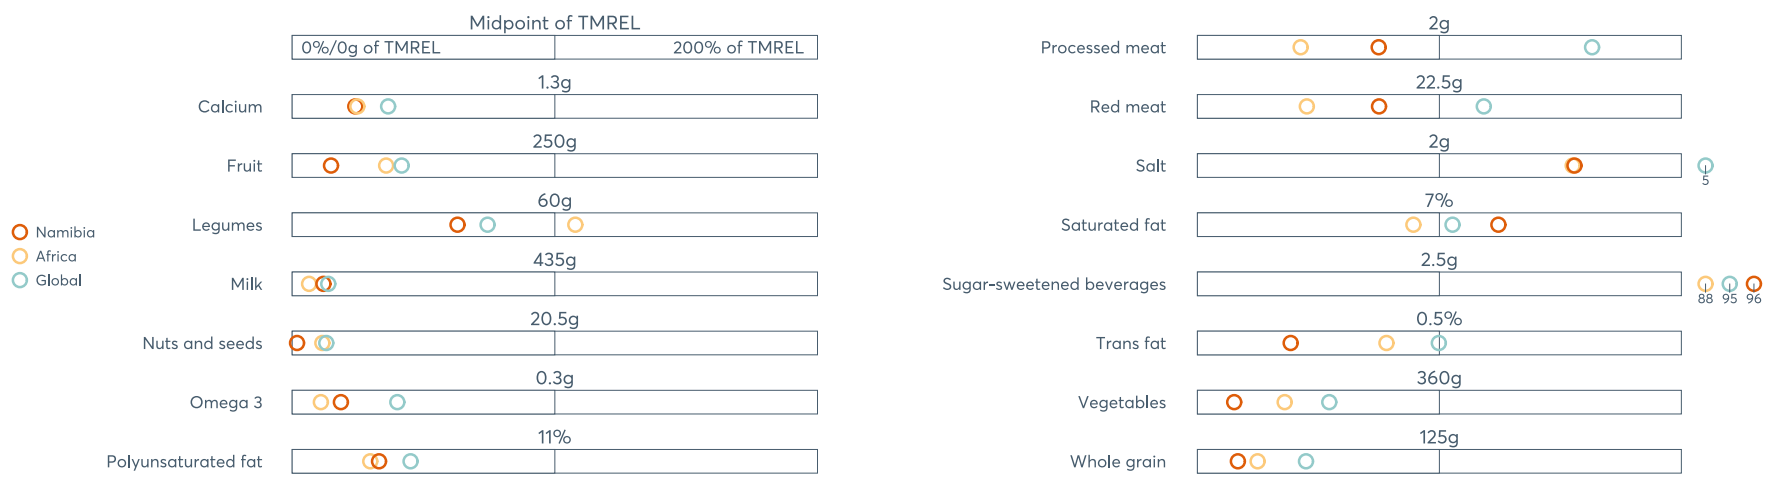 Midpoint of TMREL
0%/0g of TMREL
200% of TMREL
1.3g
Calcium
250g
Fruit
60g
Legumes
435g
Milk
20.5g
Nuts and seeds
0.3g
Omega 3
11%
Polyunsaturated fat
Namibia
Africa
Global
2g
Processed meat
22.5g
Red meat
2g
Salt
5
7%
Saturated fat
2.5g
Sugar-sweetened beverages
88 95 96
0.5%
Trans fat
360g
Vegetables
125g
Whole grain